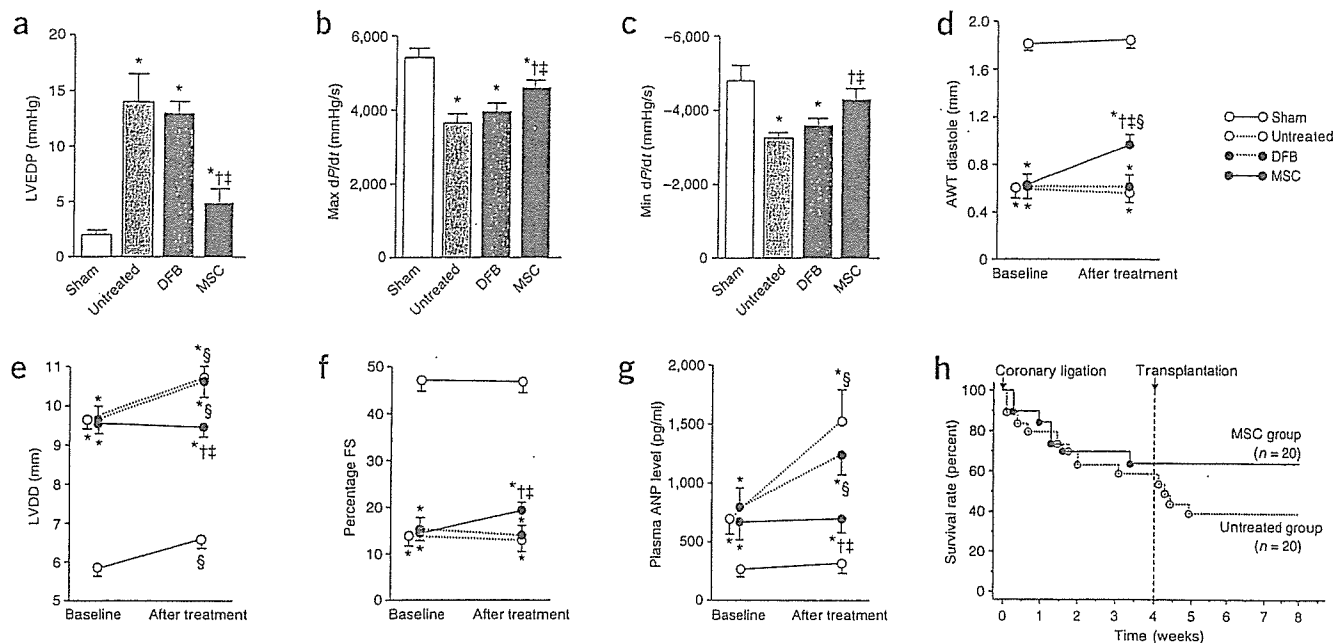 a
LVEDP (mmHg)
20
15
10
5
0
*
*
*†‡
Sham
Untreated
DFB
MSC
b
Max dP/dt (mmHg/s)
6,000
4,000
2,000
0
*
*
*†‡
Sham
Untreated
DFB
MSC
c
Min dP/dt (mmHg/s)
–6,000
–4,000
–2,000
0
*
*
†‡
Sham
Untreated
DFB
MSC
d
AWT diastole (mm)
2.0
1.6
1.2
0.8
0.4
0
*
* *
*†‡§
*
*
Baseline
After treatment
Sham
Untreated
DFB
MSC
e
LVDD (mm)
11
10
9
8
7
6
5
*
* *
*§
*§
*†‡
§
Baseline
After treatment
f
Percentage FS
50
40
30
20
10
0
*
* *
*†‡
*
*
Baseline
After treatment
g
Plasma ANP level (pg/ml)
2,000
1,500
1,000
500
0
*
* *
*§
*§
*†‡
Baseline
After treatment
h
Coronary ligation
Transplantation
Survival rate (percent)
100
80
60
40
20
0
MSC group
(n = 20)
Untreated group
(n = 20)
0 1 2 3 4 5 6 7 8
Time (weeks)